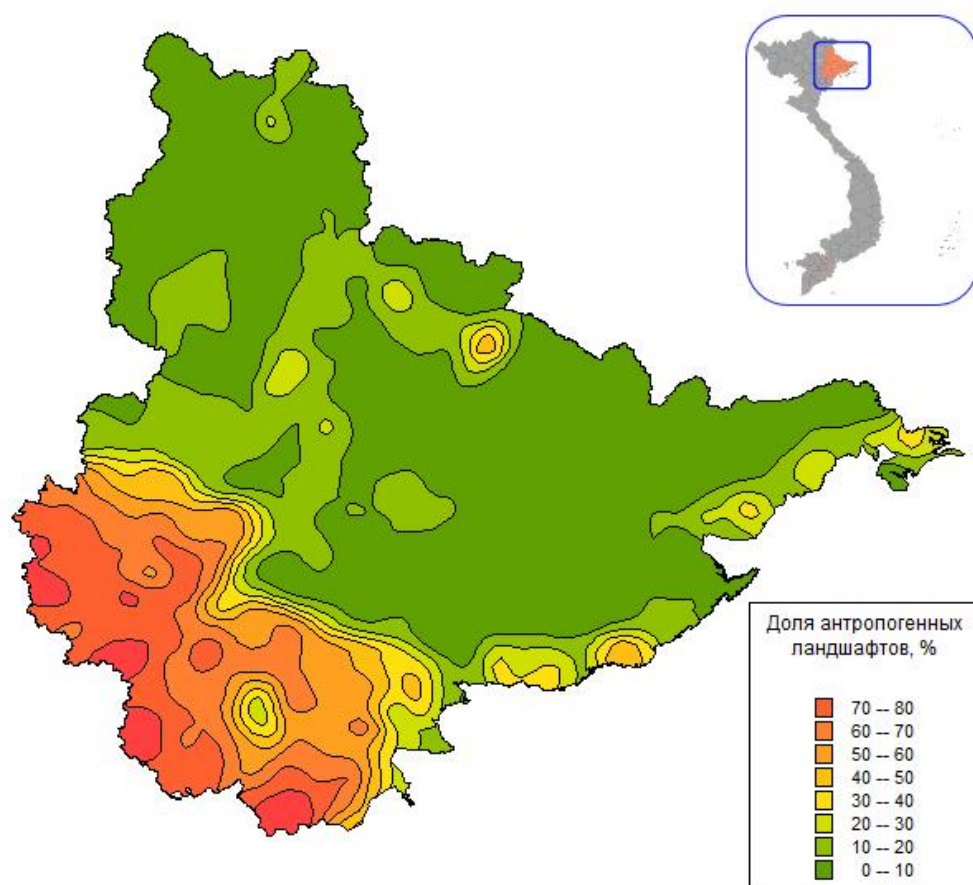 Доля антропогенных
ландшафтов, %
70 -- 80
60 -- 70
50 -- 60
40 -- 50
30 -- 40
20 -- 30
10 -- 20
0 -- 10